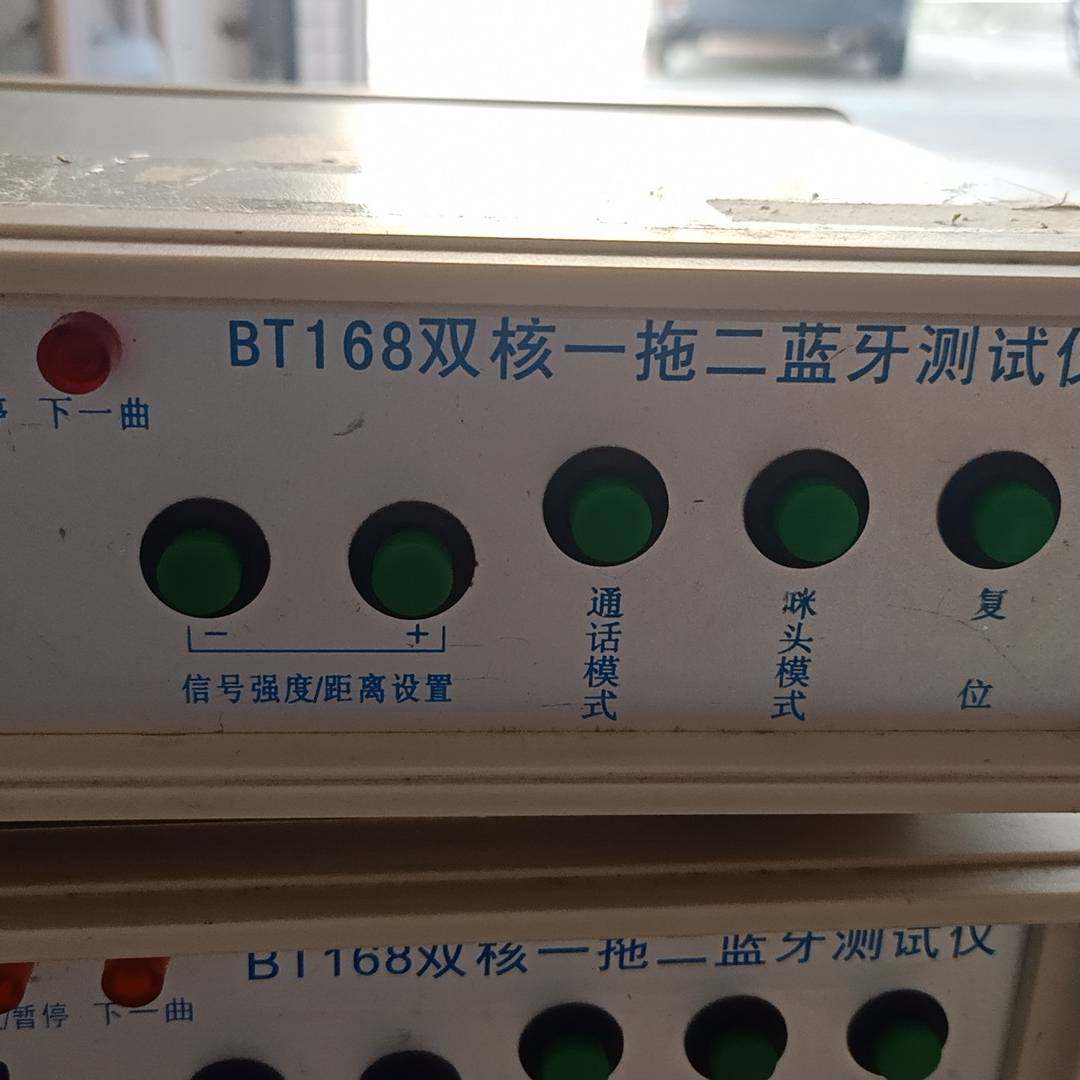 BT168双核一拖二蓝牙测试仪
下一曲
- +
信号强度/距离设置
通话模式
咪头模式
复位
BT168双核一拖二蓝牙测试仪
/暂停 下一曲